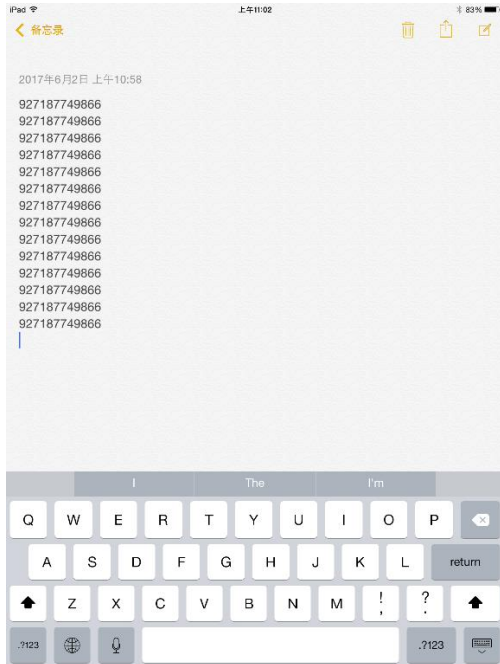 iPad 上午11:02 83%
备忘录
2017年6月2日 上午10:58
927187749866
927187749866
927187749866
927187749866
927187749866
927187749866
927187749866
927187749866
927187749866
927187749866
927187749866
927187749866
927187749866
927187749866
I The I'm
Q W E R T Y U I O P
A S D F G H J K L return
Z X C V B N M ! , ? .
.?123 .?123